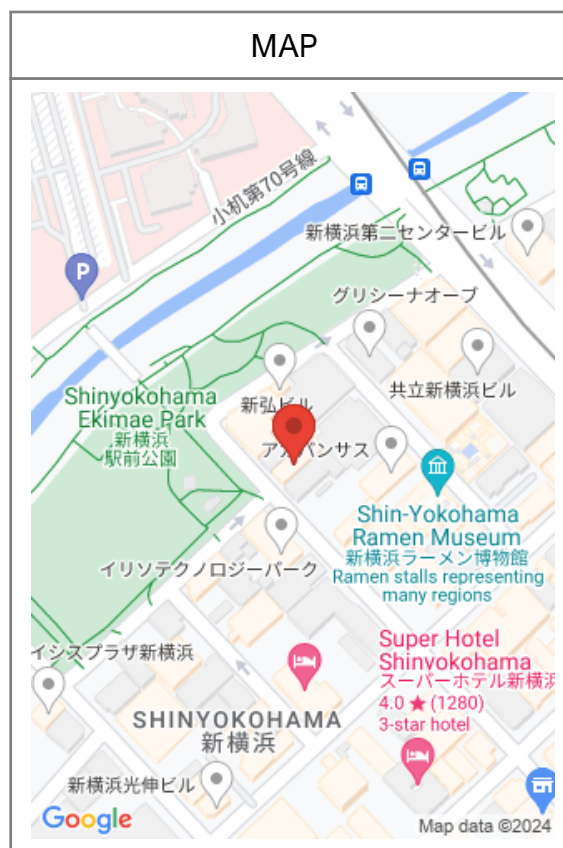 MAP
小机第70号線
新横浜第二センタービル
グリシーナオーブ
共立新横浜ビル
Shinyokohama
Ekimae Park
新横浜
駅前公園
新弘ビル
P
Shin-Yokohama
Ramen Museum
新横浜ラーメン博物館
Ramen stalls representing
many regions
イリソテクノロジーパーク
イシスプラザ新横浜
Super Hotel
Shinyokohama
スーパーホテル新横浜
4.0 ★ (1280)
3-star hotel
SHINYOKOHAMA
新横浜
新横浜光伸ビル
Google
Map data ©2024